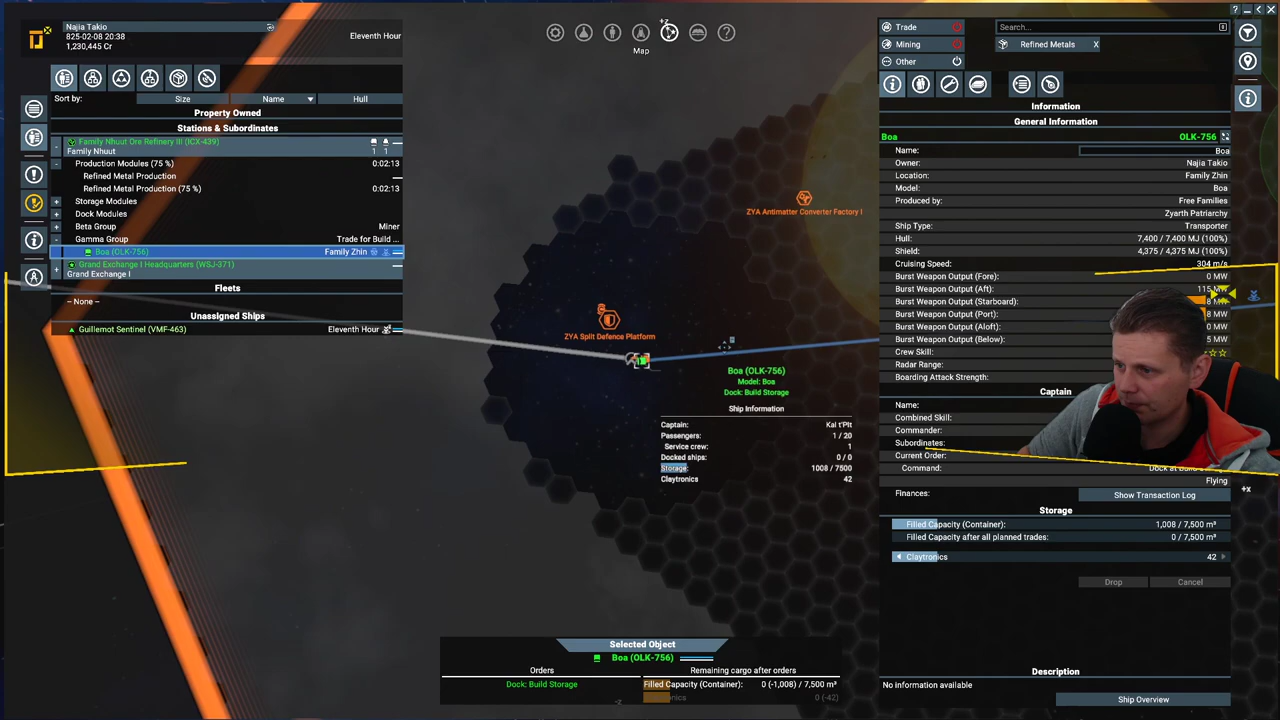 Najia Takio
825-02-08 20:38
1,230,445 Cr
Eleventh Hour
Map
+z
Sort by:
Size
Name
Hull
Property Owned
Stations & Subordinates
- Family Nhuut Ore Refinery III (ICX-439)
Family Nhuut
1 1
- Production Modules (75 %) 0:02:13
Refined Metal Production
Refined Metal Production (75 %) 0:02:13
+ Storage Modules
+ Dock Modules
+ Beta Group Miner
- Gamma Group Trade for Build ...
Boa (OLK-756) Family Zhin
+ Grand Exchange I Headquarters (WSJ-371)
Grand Exchange I
Fleets
-- None --
Unassigned Ships
Guillemot Sentinel (VMF-463) Eleventh Hour
ZYA Antimatter Converter Factory I
ZYA Split Defence Platform
Boa (OLK-756)
Model: Boa
Dock: Build Storage
Ship Information
Captain: Kal t'Plt
Passengers: 1 / 20
Service crew: 1
Docked ships: 0 / 0
Storage: 1008 / 7500
Claytronics 42
Selected Object
Boa (OLK-756)
Orders
Remaining cargo after orders
Dock: Build Storage
Filled Capacity (Container): 0 (-1,008) / 7,500 m³
0 (-42)
-z
Trade
Mining
Other
Search...
Refined Metals X
Information
General Information
Boa OLK-756
Name: Boa
Owner: Najia Takio
Location: Family Zhin
Model: Boa
Produced by: Free Families
Zyarth Patriarchy
Ship Type: Transporter
Hull: 7,400 / 7,400 MJ (100%)
Shield: 4,375 / 4,375 MJ (100%)
Cruising Speed: 304 m/s
Burst Weapon Output (Fore): 0 MW
Burst Weapon Output (Aft): 115 MW
Burst Weapon Output (Starboard): MW
Burst Weapon Output (Port): MW
Burst Weapon Output (Aloft): 0 MW
Burst Weapon Output (Below): MW
Crew Skill:
Radar Range:
Boarding Attack Strength:
Captain
Name:
Combined Skill:
Commander:
Subordinates:
Current Order:
Command:
Flying
+x
Finances:
Show Transaction Log
Storage
Filled Capacity (Container): 1,008 / 7,500 m³
Filled Capacity after all planned trades: 0 / 7,500 m³
Claytronics 42
Drop
Cancel
Description
No information available
Ship Overview